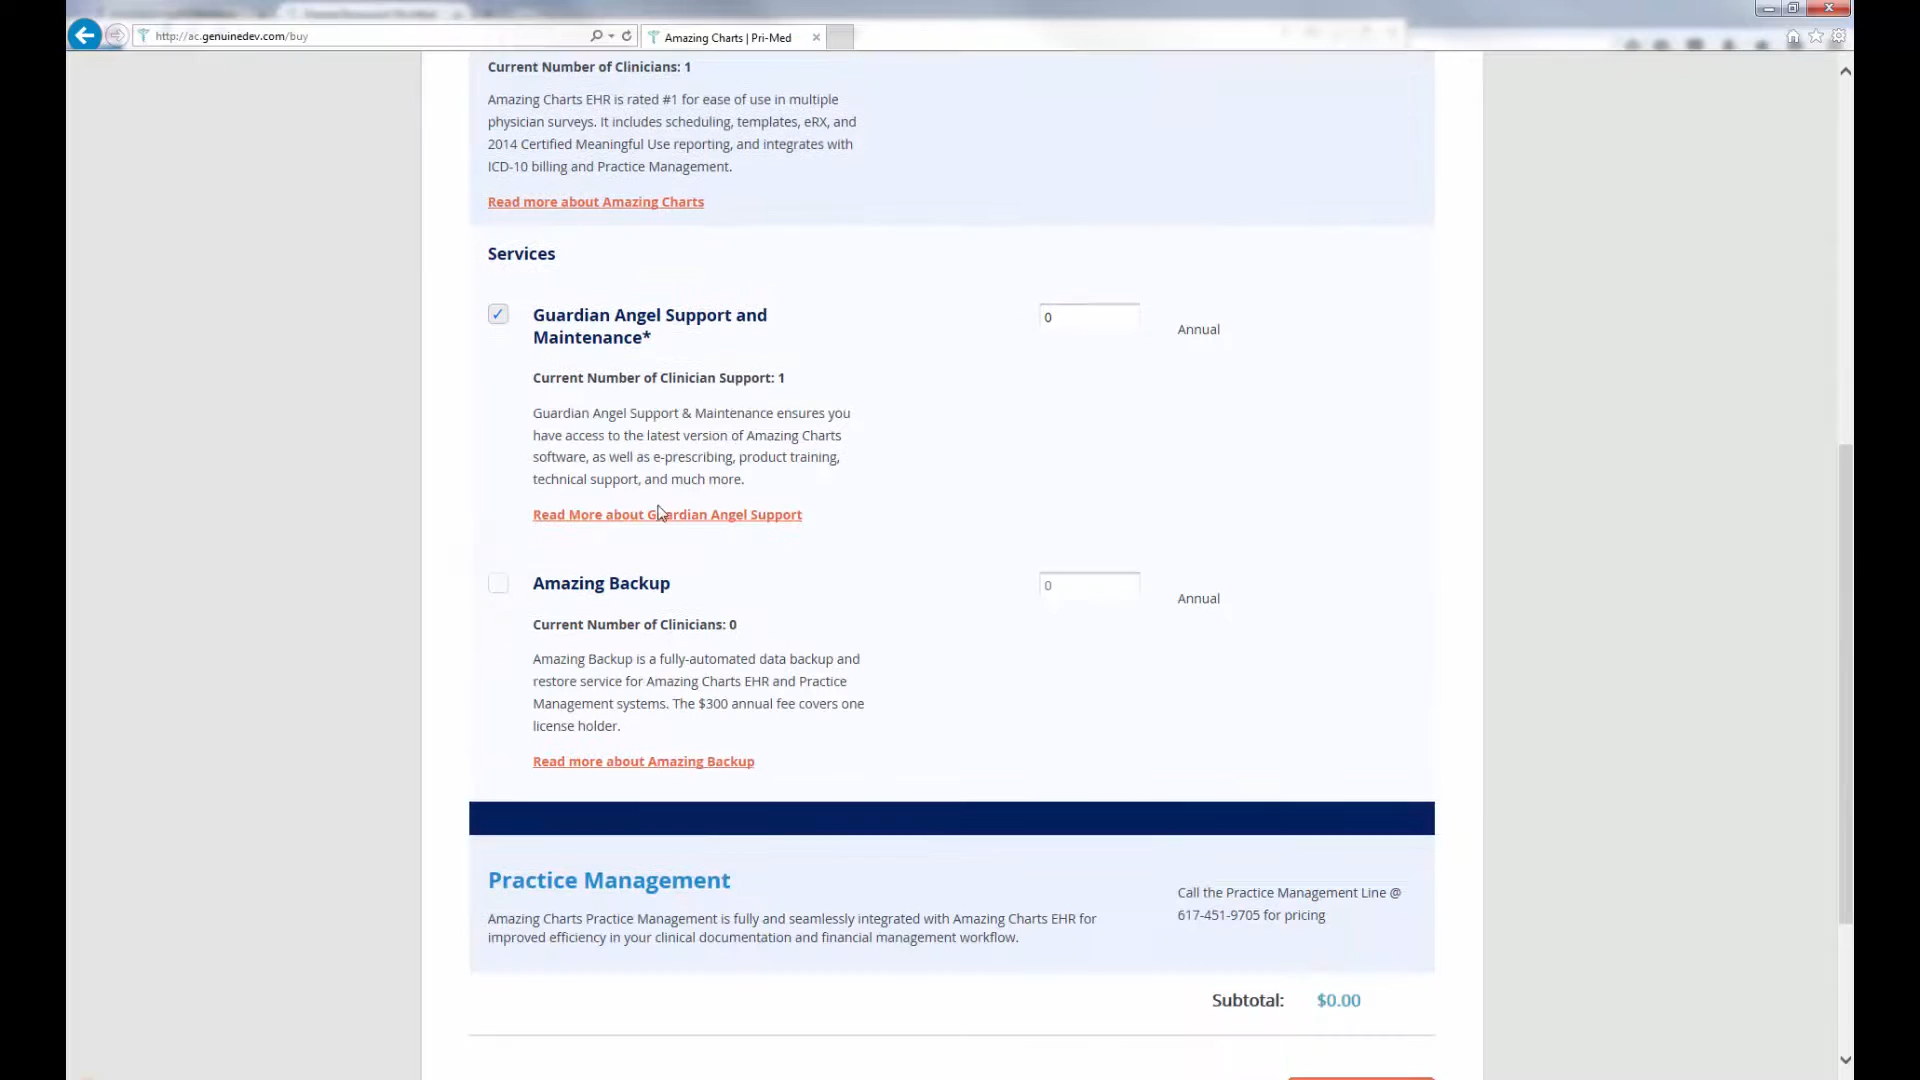 http://ac.genuinedev.com/buy
Amazing Charts | Pri-Med
Current Number of Clinicians: 1
Amazing Charts EHR is rated #1 for ease of use in multiple
physician surveys. It includes scheduling, templates, eRX, and
2014 Certified Meaningful Use reporting, and integrates with
ICD-10 billing and Practice Management.
Read more about Amazing Charts
Services
Guardian Angel Support and
Maintenance*
0
Annual
Current Number of Clinician Support: 1
Guardian Angel Support & Maintenance ensures you
have access to the latest version of Amazing Charts
software, as well as e-prescribing, product training,
technical support, and much more.
Read More about Guardian Angel Support
Amazing Backup
0
Annual
Current Number of Clinicians: 0
Amazing Backup is a fully-automated data backup and
restore service for Amazing Charts EHR and Practice
Management systems. The $300 annual fee covers one
license holder.
Read more about Amazing Backup
Practice Management
Call the Practice Management Line @
617-451-9705 for pricing
Amazing Charts Practice Management is fully and seamlessly integrated with Amazing Charts EHR for
improved efficiency in your clinical documentation and financial management workflow.
Subtotal: $0.00